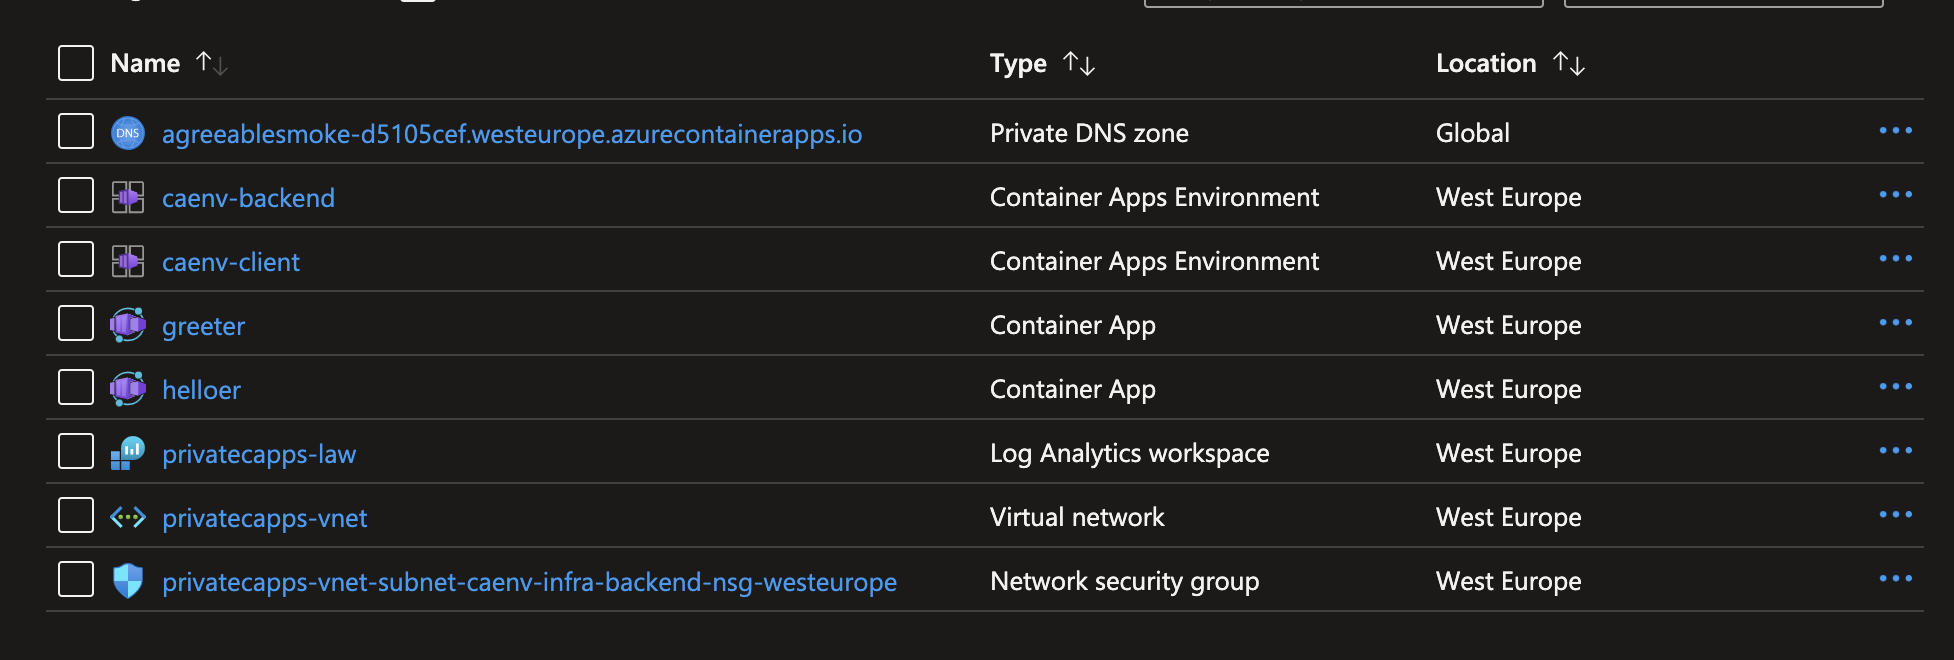 Name Type Location
DNS agreeablesmoke-d5105cef.westeurope.azurecontainerapps.io Private DNS zone Global
caenv-backend Container Apps Environment West Europe
caenv-client Container Apps Environment West Europe
greeter Container App West Europe
helloer Container App West Europe
privatecapps-law Log Analytics workspace West Europe
privatecapps-vnet Virtual network West Europe
privatecapps-vnet-subnet-caenv-infra-backend-nsg-westeurope Network security group West Europe